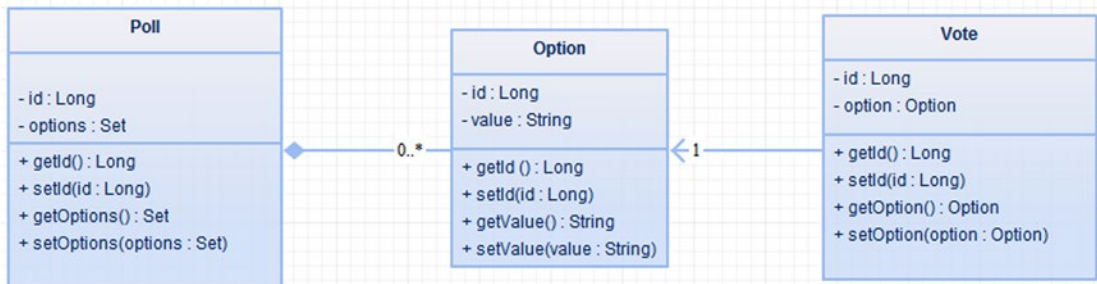 Poll
- id : Long
- options : Set
+ getId() : Long
+ setId(id : Long)
+ getOptions() : Set
+ setOptions(options : Set)
0..*
Option
- id : Long
- value : String
+ getId () : Long
+ setId(id : Long)
+ getValue() : String
+ setValue(value : String)
1
Vote
- id : Long
- option : Option
+ getId() : Long
+ setId(id : Long)
+ getOption() : Option
+ setOption(option : Option)